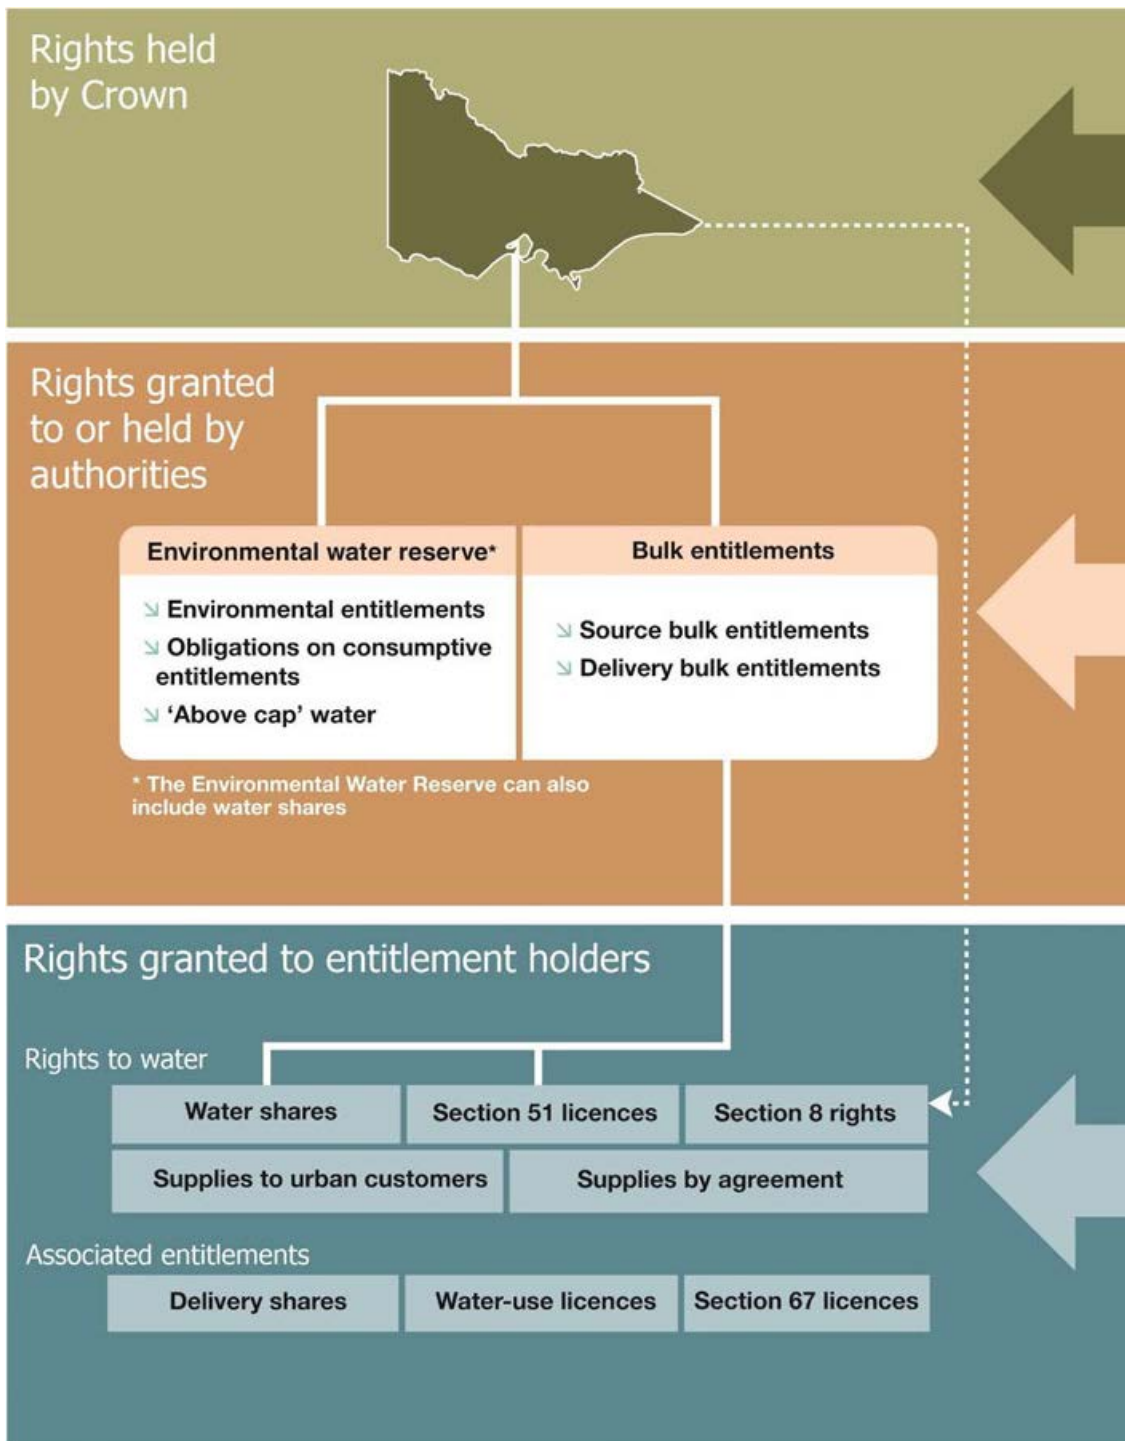 Rights held
by Crown
Rights granted
to or held by
authorities
Environmental water reserve*
Environmental entitlements
Obligations on consumptive
entitlements
‘Above cap’ water
Bulk entitlements
Source bulk entitlements
Delivery bulk entitlements
* The Environmental Water Reserve can also
include water shares
Rights granted to entitlement holders
Rights to water
Water shares
Section 51 licences
Section 8 rights
Supplies to urban customers
Supplies by agreement
Associated entitlements
Delivery shares
Water-use licences
Section 67 licences